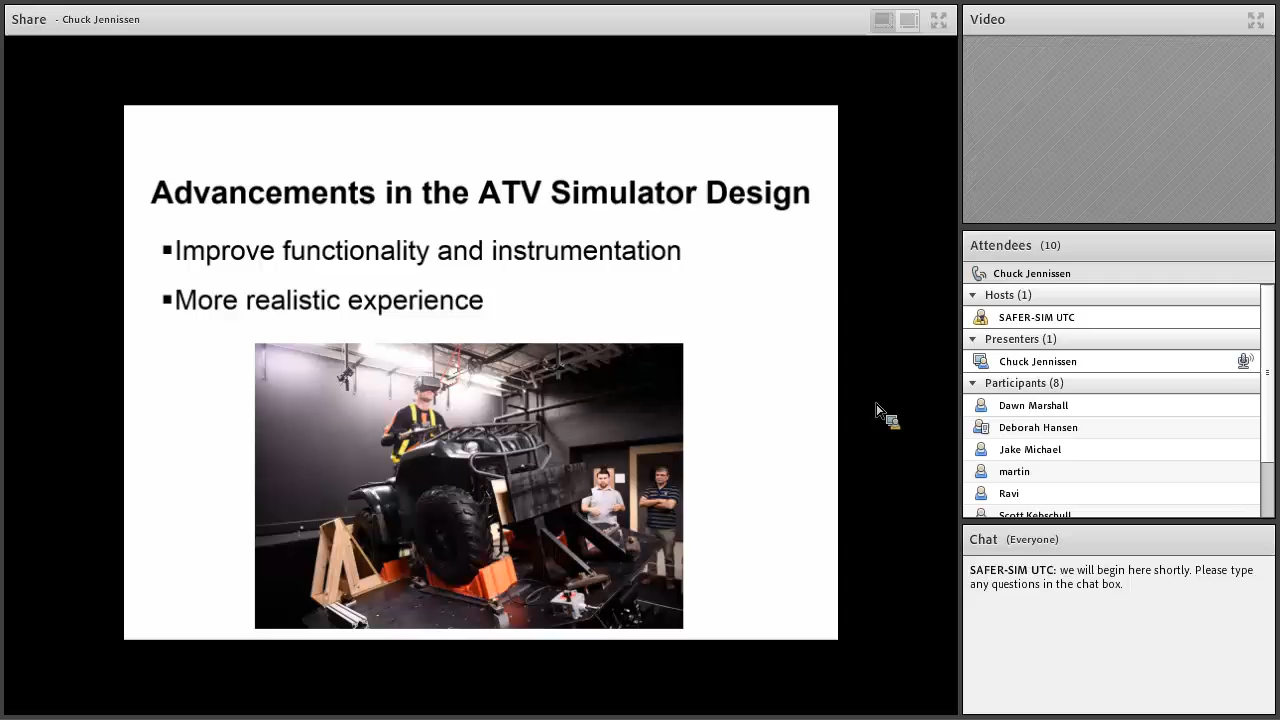 Share - Chuck Jennissen
Advancements in the ATV Simulator Design
▪Improve functionality and instrumentation
▪More realistic experience
Video
Attendees (10)
Chuck Jennissen
Hosts (1)
SAFER-SIM UTC
Presenters (1)
Chuck Jennissen
Participants (8)
Dawn Marshall
Deborah Hansen
Jake Michael
martin
Ravi
Scott Kebschull
Chat (Everyone)
SAFER-SIM UTC: we will begin here shortly. Please type
any questions in the chat box.